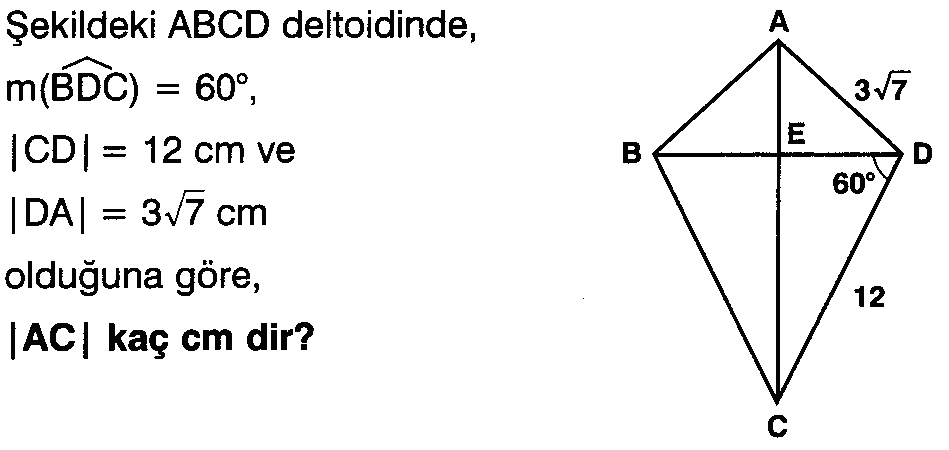 Şekildeki ABCD deltoidinde,
m(BDC) = 60°,
|CD| = 12 cm ve
|DA| = 3√7 cm
olduğuna göre,
|AC| kaç cm dir?
A
3√7
B
E
D
60°
12
C